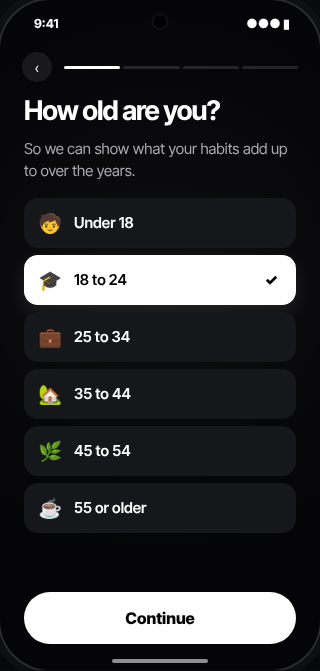 9:41
How old are you?
So we can show what your habits add up
to over the years.
Under 18
18 to 24
25 to 34
35 to 44
45 to 54
55 or older
Continue